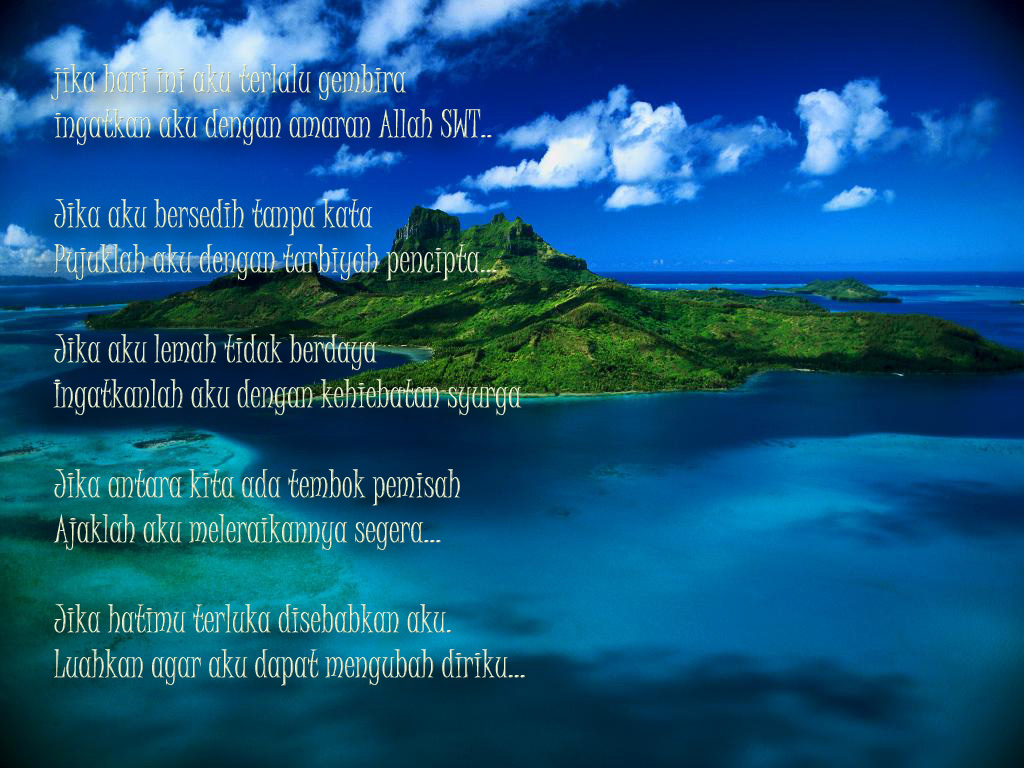 jika hari ini aku terlalu gembira
ingatkan aku dengan amaran Allah SWT..
Jika aku bersedih tanpa kata
Pujuklah aku dengan tarbiyah pencipta...
Jika aku lemah tidak berdaya
Ingatkanlah aku dengan kehiebatan syurga
Jika antara kita ada tembok pemisah
Ajaklah aku meleraikannya segera...
Jika hatimu terluka disebabkan aku.
Luahkan agar aku dapat mengubah diriku...